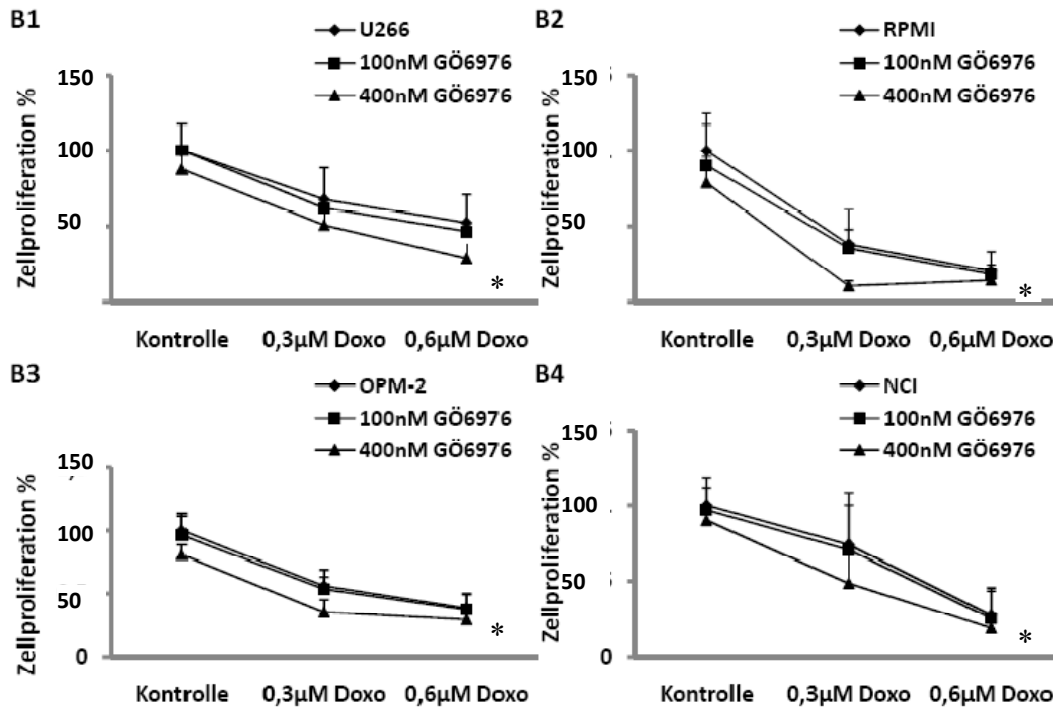 B1
U266
100nM GÖ6976
400nM GÖ6976
Zellproliferation %
150
100
50
*
Kontrolle 0,3µM Doxo 0,6µM Doxo
B2
RPMI
100nM GÖ6976
400nM GÖ6976
Zellproliferation %
150
100
50
*
Kontrolle 0,3µM Doxo 0,6µM Doxo
B3
OPM-2
100nM GÖ6976
400nM GÖ6976
Zellproliferation %
150
100
50
0
*
Kontrolle 0,3µM Doxo 0,6µM Doxo
B4
NCI
100nM GÖ6976
400nM GÖ6976
Zellproliferation %
150
100
50
0
*
Kontrolle 0,3µM Doxo 0,6µM Doxo